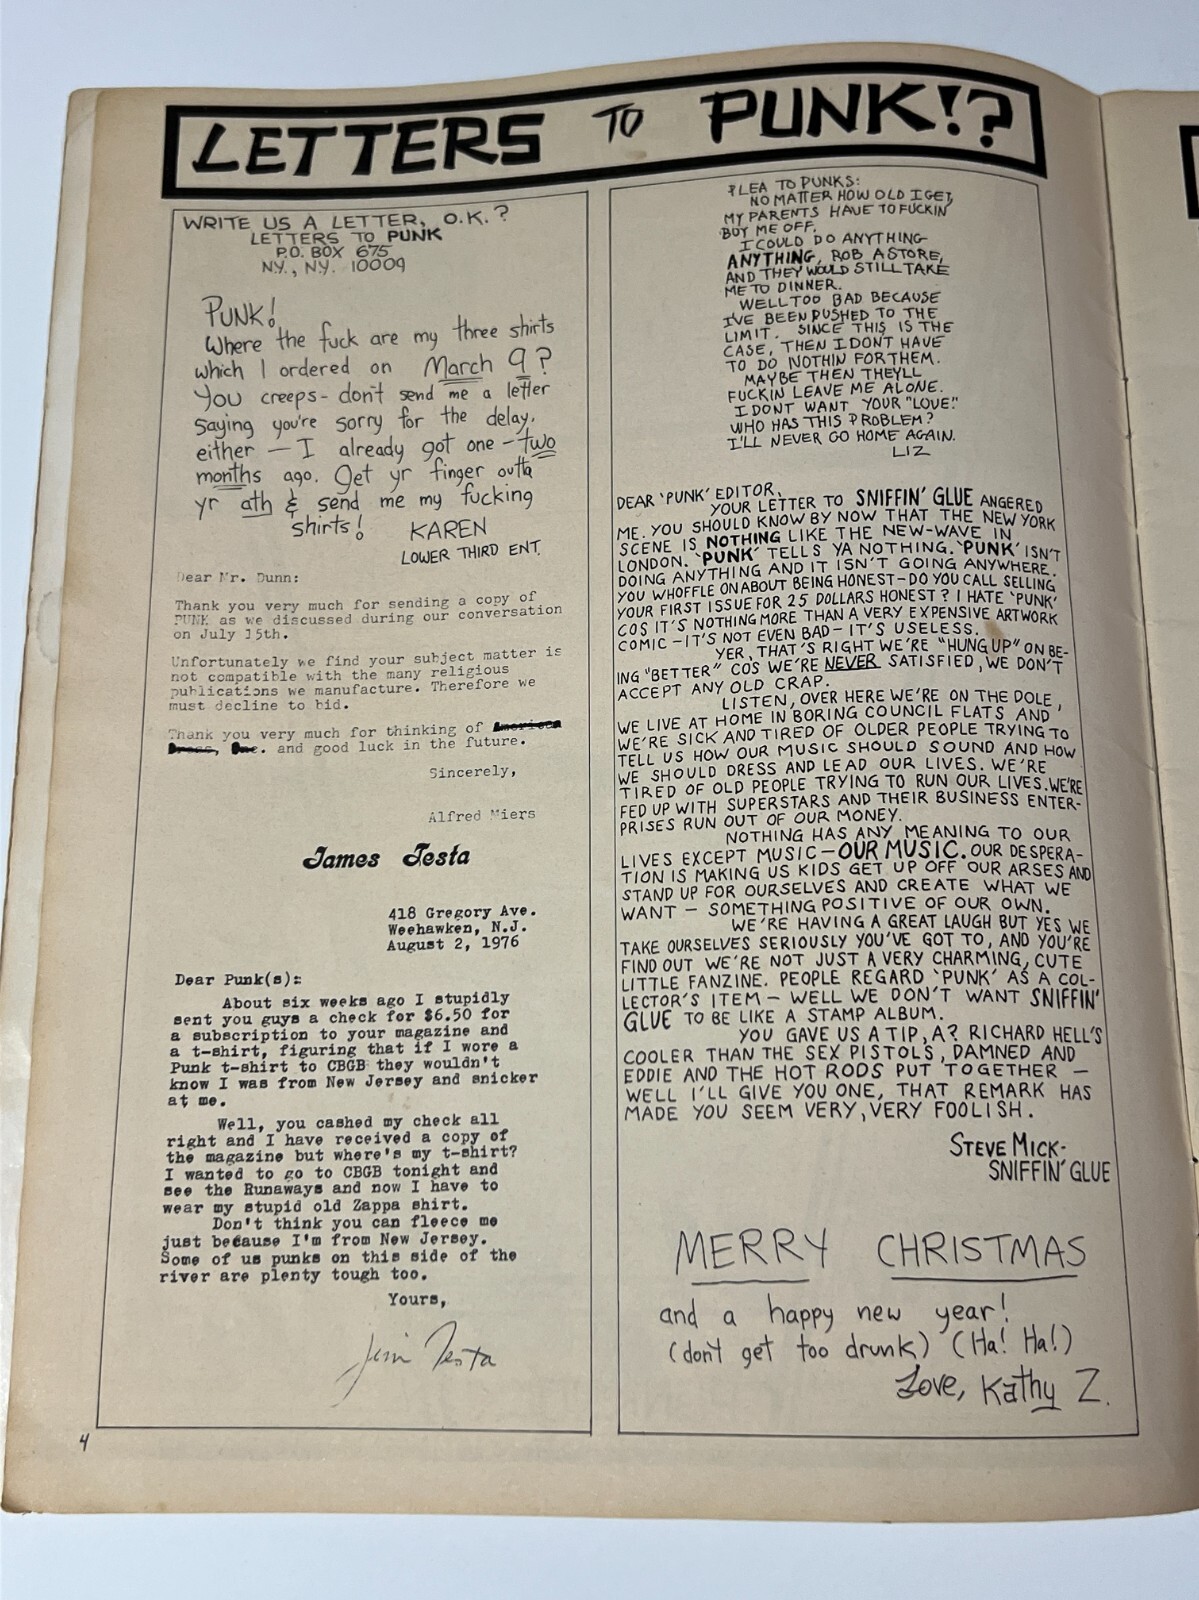 LETTERS TO PUNK!?
WRITE US A LETTER, O.K.?
LETTERS TO PUNK
P.O. BOX 675
N.Y., N.Y. 10009
PUNK!
Where the fuck are my three shirts
which I ordered on March 9?
You creeps - don't send me a letter
saying you're sorry for the delay,
either — I already got one - two
months ago. Get yr finger outta
yr ath & send me my fucking
shirts!
KAREN
LOWER THIRD ENT.
Dear Mr. Dunn:
Thank you very much for sending a copy of
PUNK as we discussed during our conversation
on July 15th.
Unfortunately we find your subject matter is
not compatible with the many religious
publications we manufacture. Therefore we
must decline to bid.
Thank you very much for thinking of
and good luck in the future.
Sincerely,
Alfred Miers
James Testa
418 Gregory Ave.
Weehawken, N.J.
August 2, 1976
Dear Punk(s):
About six weeks ago I stupidly
sent you guys a check for $6.50 for
a subscription to your magazine and
a t-shirt, figuring that if I wore a
Punk t-shirt to CBGB they wouldn't
know I was from New Jersey and snicker
at me.
Well, you cashed my check all
right and I have received a copy of
the magazine but where's my t-shirt?
I wanted to go to CBGB tonight and
see the Runaways and now I have to
wear my stupid old Zappa shirt.
Don't think you can fleece me
just because I'm from New Jersey.
Some of us punks on this side of the
river are plenty tough too.
Yours,
Jim Testa
4
PLEA TO PUNKS:
NO MATTER HOW OLD I GET,
MY PARENTS HAVE TO FUCKIN
BUY ME OFF.
I COULD DO ANYTHING
ANYTHING, ROB A STORE,
AND THEY WOULD STILL TAKE
ME TO DINNER.
WELL TOO BAD BECAUSE
I'VE BEEN PUSHED TO THE
LIMIT. SINCE THIS IS THE
CASE, THEN I DONT HAVE
TO DO NOTHIN FOR THEM.
MAYBE THEN THEYLL
FUCKIN LEAVE ME ALONE.
I DONT WANT YOUR "LOVE."
WHO HAS THIS PROBLEM?
I'LL NEVER GO HOME AGAIN.
LIZ
DEAR 'PUNK' EDITOR,
YOUR LETTER TO SNIFFIN' GLUE ANGERED
ME. YOU SHOULD KNOW BY NOW THAT THE NEW YORK
SCENE IS NOTHING LIKE THE NEW-WAVE IN
LONDON. 'PUNK' TELLS YA NOTHING. 'PUNK' ISN'T
DOING ANYTHING AND IT ISN'T GOING ANYWHERE.
YOU WHOFFLE ON ABOUT BEING HONEST - DO YOU CALL SELLING
YOUR FIRST ISSUE FOR 25 DOLLARS HONEST? I HATE 'PUNK'
COS IT'S NOTHING MORE THAN A VERY EXPENSIVE ARTWORK
COMIC - IT'S NOT EVEN BAD - IT'S USELESS.
YER, THAT'S RIGHT WE'RE "HUNG UP" ON BE-
ING "BETTER" COS WE'RE NEVER SATISFIED, WE DON'T
ACCEPT ANY OLD CRAP.
LISTEN, OVER HERE WE'RE ON THE DOLE,
WE LIVE AT HOME IN BORING COUNCIL FLATS AND
WE'RE SICK AND TIRED OF OLDER PEOPLE TRYING TO
TELL US HOW OUR MUSIC SHOULD SOUND AND HOW
WE SHOULD DRESS AND LEAD OUR LIVES. WE'RE
TIRED OF OLD PEOPLE TRYING TO RUN OUR LIVES. WE'RE
FED UP WITH SUPERSTARS AND THEIR BUSINESS ENTER-
PRISES RUN OUT OF OUR MONEY.
NOTHING HAS ANY MEANING TO OUR
LIVES EXCEPT MUSIC — OUR MUSIC. OUR DESPERA-
TION IS MAKING US KIDS GET UP OFF OUR ARSES AND
STAND UP FOR OURSELVES AND CREATE WHAT WE
WANT — SOMETHING POSITIVE OF OUR OWN.
WE'RE HAVING A GREAT LAUGH BUT YES WE
TAKE OURSELVES SERIOUSLY YOU'VE GOT TO, AND YOU'RE
FIND OUT WE'RE NOT JUST A VERY CHARMING, CUTE
LITTLE FANZINE. PEOPLE REGARD 'PUNK' AS A COL-
LECTOR'S ITEM — WELL WE DON'T WANT SNIFFIN'
GLUE TO BE LIKE A STAMP ALBUM.
YOU GAVE US A TIP, A? RICHARD HELL'S
COOLER THAN THE SEX PISTOLS, DAMNED AND
EDDIE AND THE HOT RODS PUT TOGETHER —
WELL I'LL GIVE YOU ONE, THAT REMARK HAS
MADE YOU SEEM VERY, VERY FOOLISH.
STEVE MICK-
SNIFFIN' GLUE
MERRY CHRISTMAS
and a happy new year!
(don't get too drunk) (Ha! Ha!)
Love, Kathy Z.